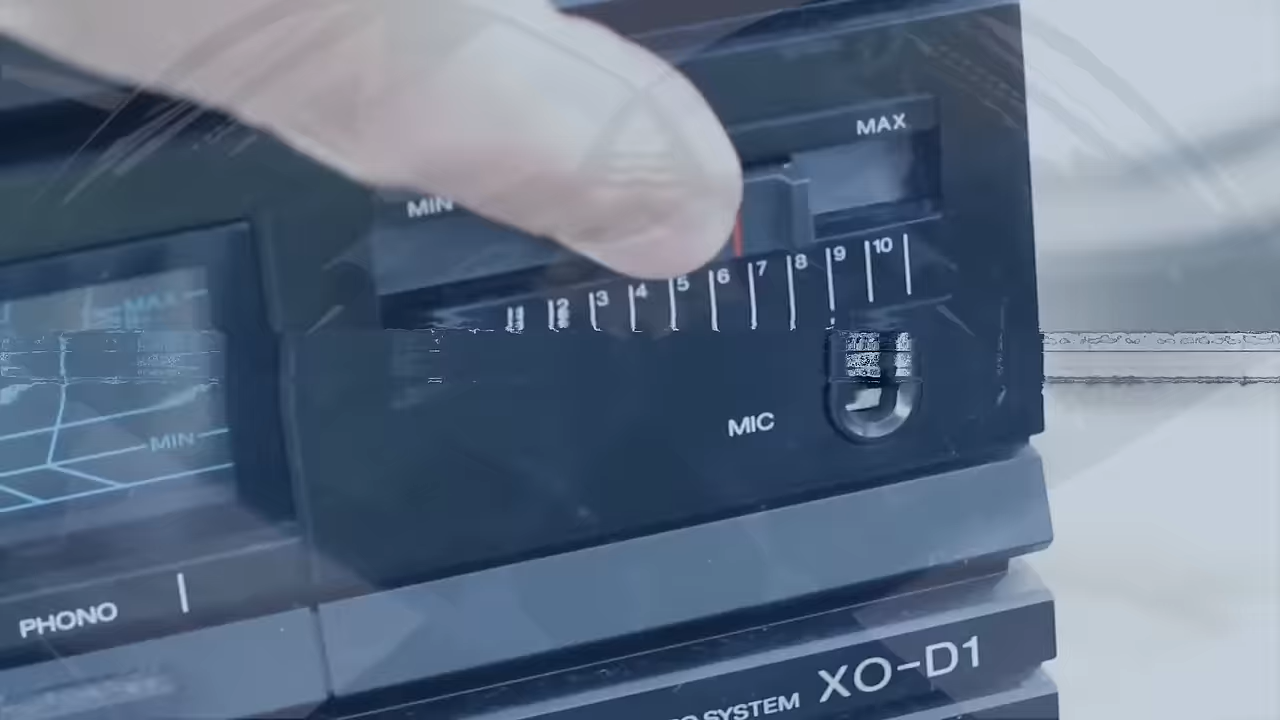 MAX
MIN
1 2 3 4 5 6 7 8 9 10
MAX
MIC
MIN
PHONO
SYSTEM XO-D1